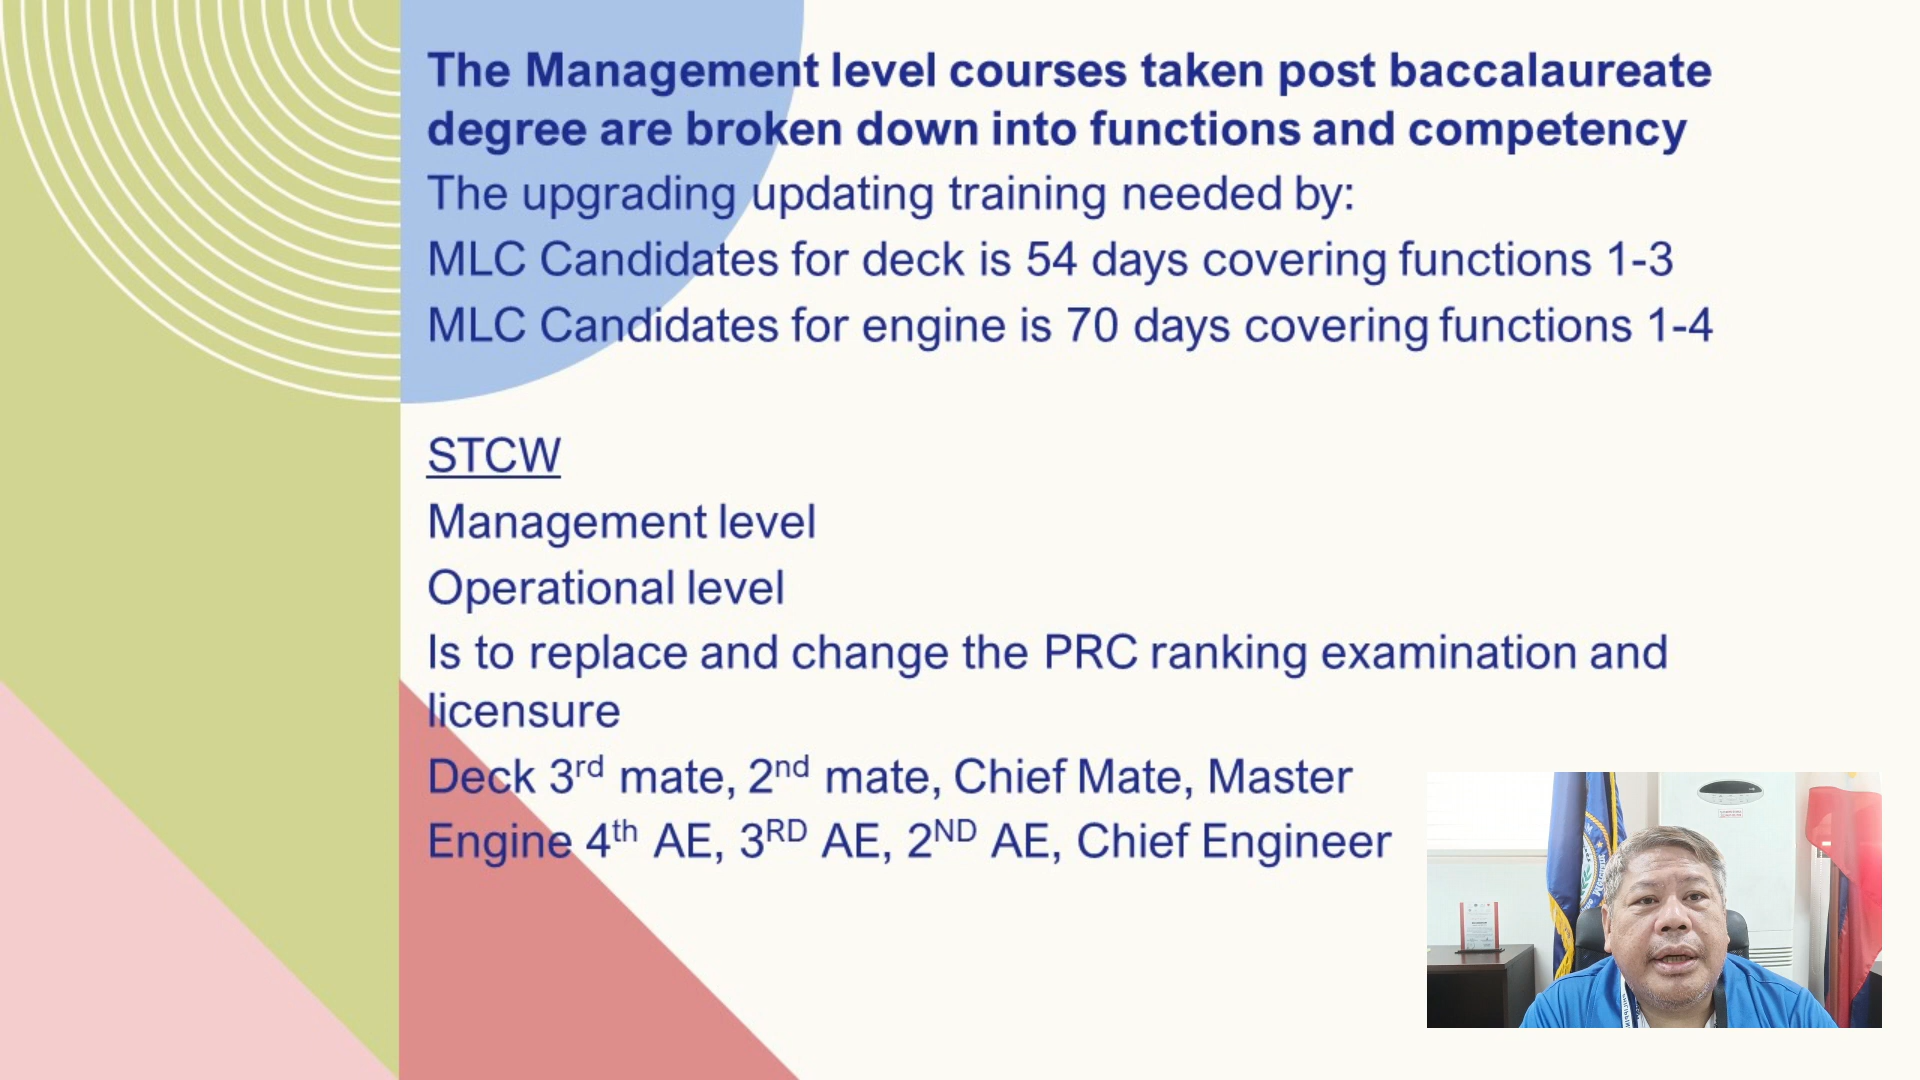 The Management level courses taken post baccalaureate
degree are broken down into functions and competency
The upgrading updating training needed by:
MLC Candidates for deck is 54 days covering functions 1-3
MLC Candidates for engine is 70 days covering functions 1-4
STCW
Management level
Operational level
Is to replace and change the PRC ranking examination and
licensure
Deck 3rd mate, 2nd mate, Chief Mate, Master
Engine 4th AE, 3RD AE, 2ND AE, Chief Engineer